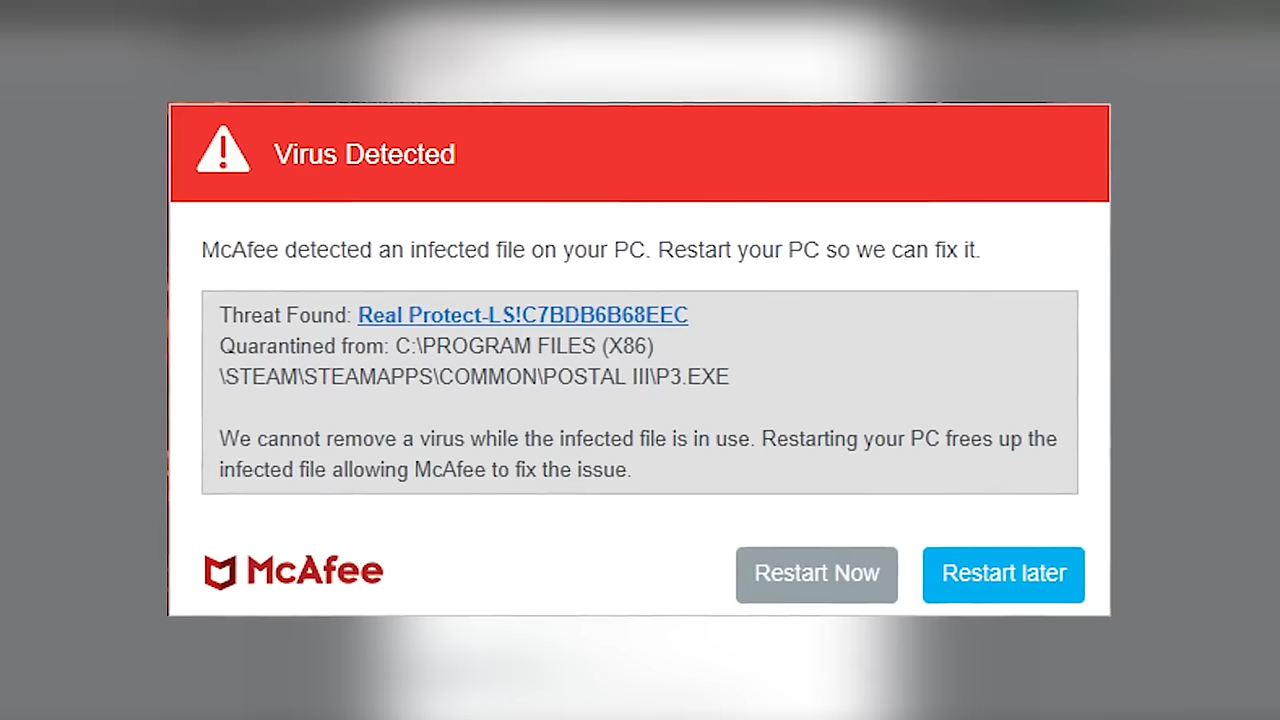 Virus Detected
McAfee detected an infected file on your PC. Restart your PC so we can fix it.
Threat Found: Real Protect-LS!C7BDB6B68EEC
Quarantined from: C:\PROGRAM FILES (X86)
\STEAM\STEAMAPPS\COMMON\POSTAL III\P3.EXE
We cannot remove a virus while the infected file is in use. Restarting your PC frees up the
infected file allowing McAfee to fix the issue.
McAfee
Restart Now
Restart later